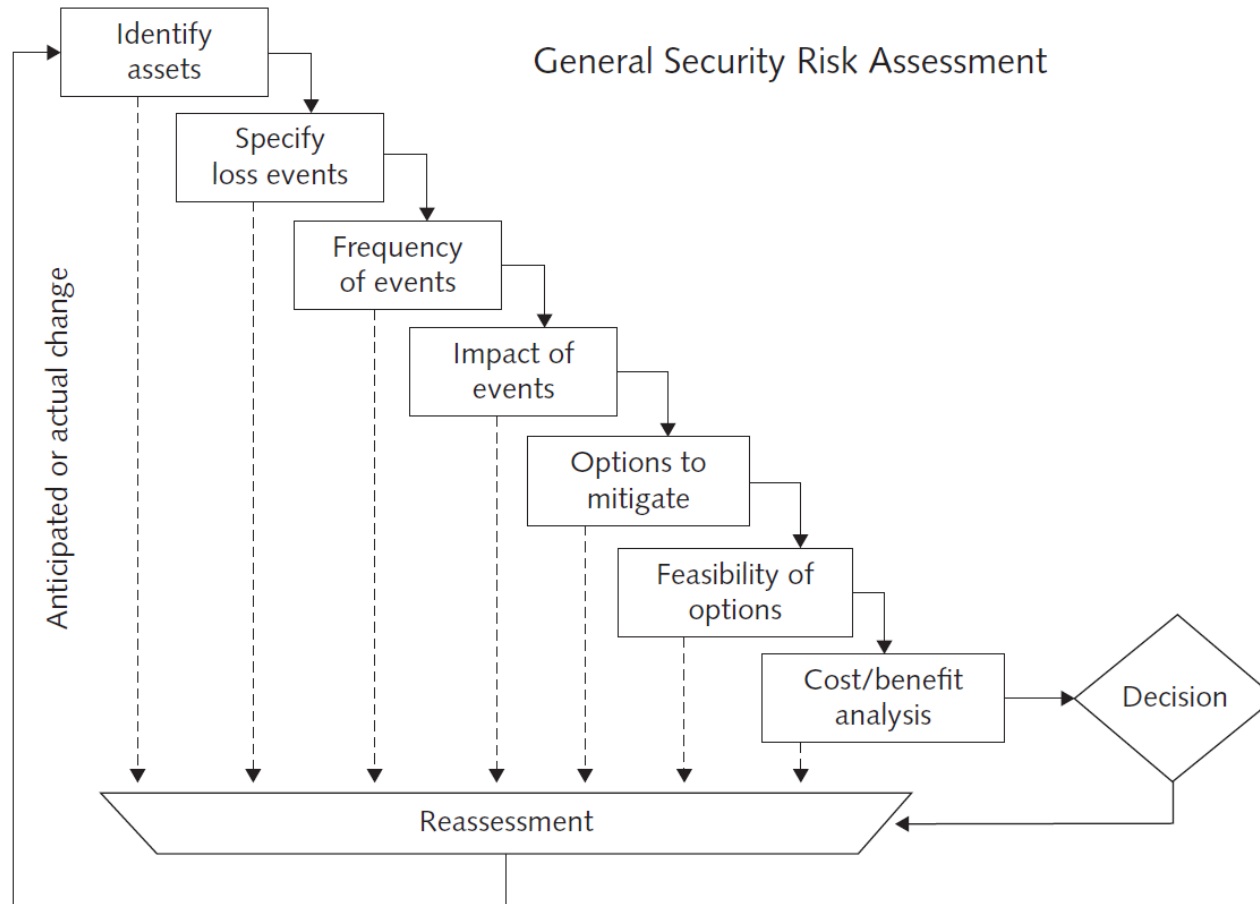 Identify
assets
General Security Risk Assessment
Specify
loss events
Frequency
of events
Impact of
events
Options to
mitigate
Feasibility of
options
Cost/benefit
analysis
Decision
Reassessment
Anticipated or actual change